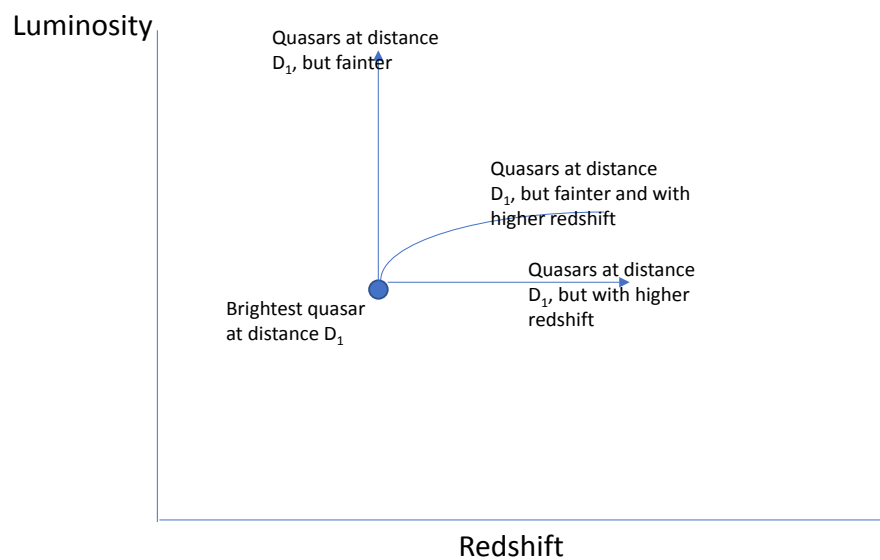 Luminosity
Quasars at distance
D₁, but fainter
Quasars at distance
D₁, but fainter and with
higher redshift
Quasars at distance
D₁, but with higher
redshift
Brightest quasar
at distance D₁
Redshift